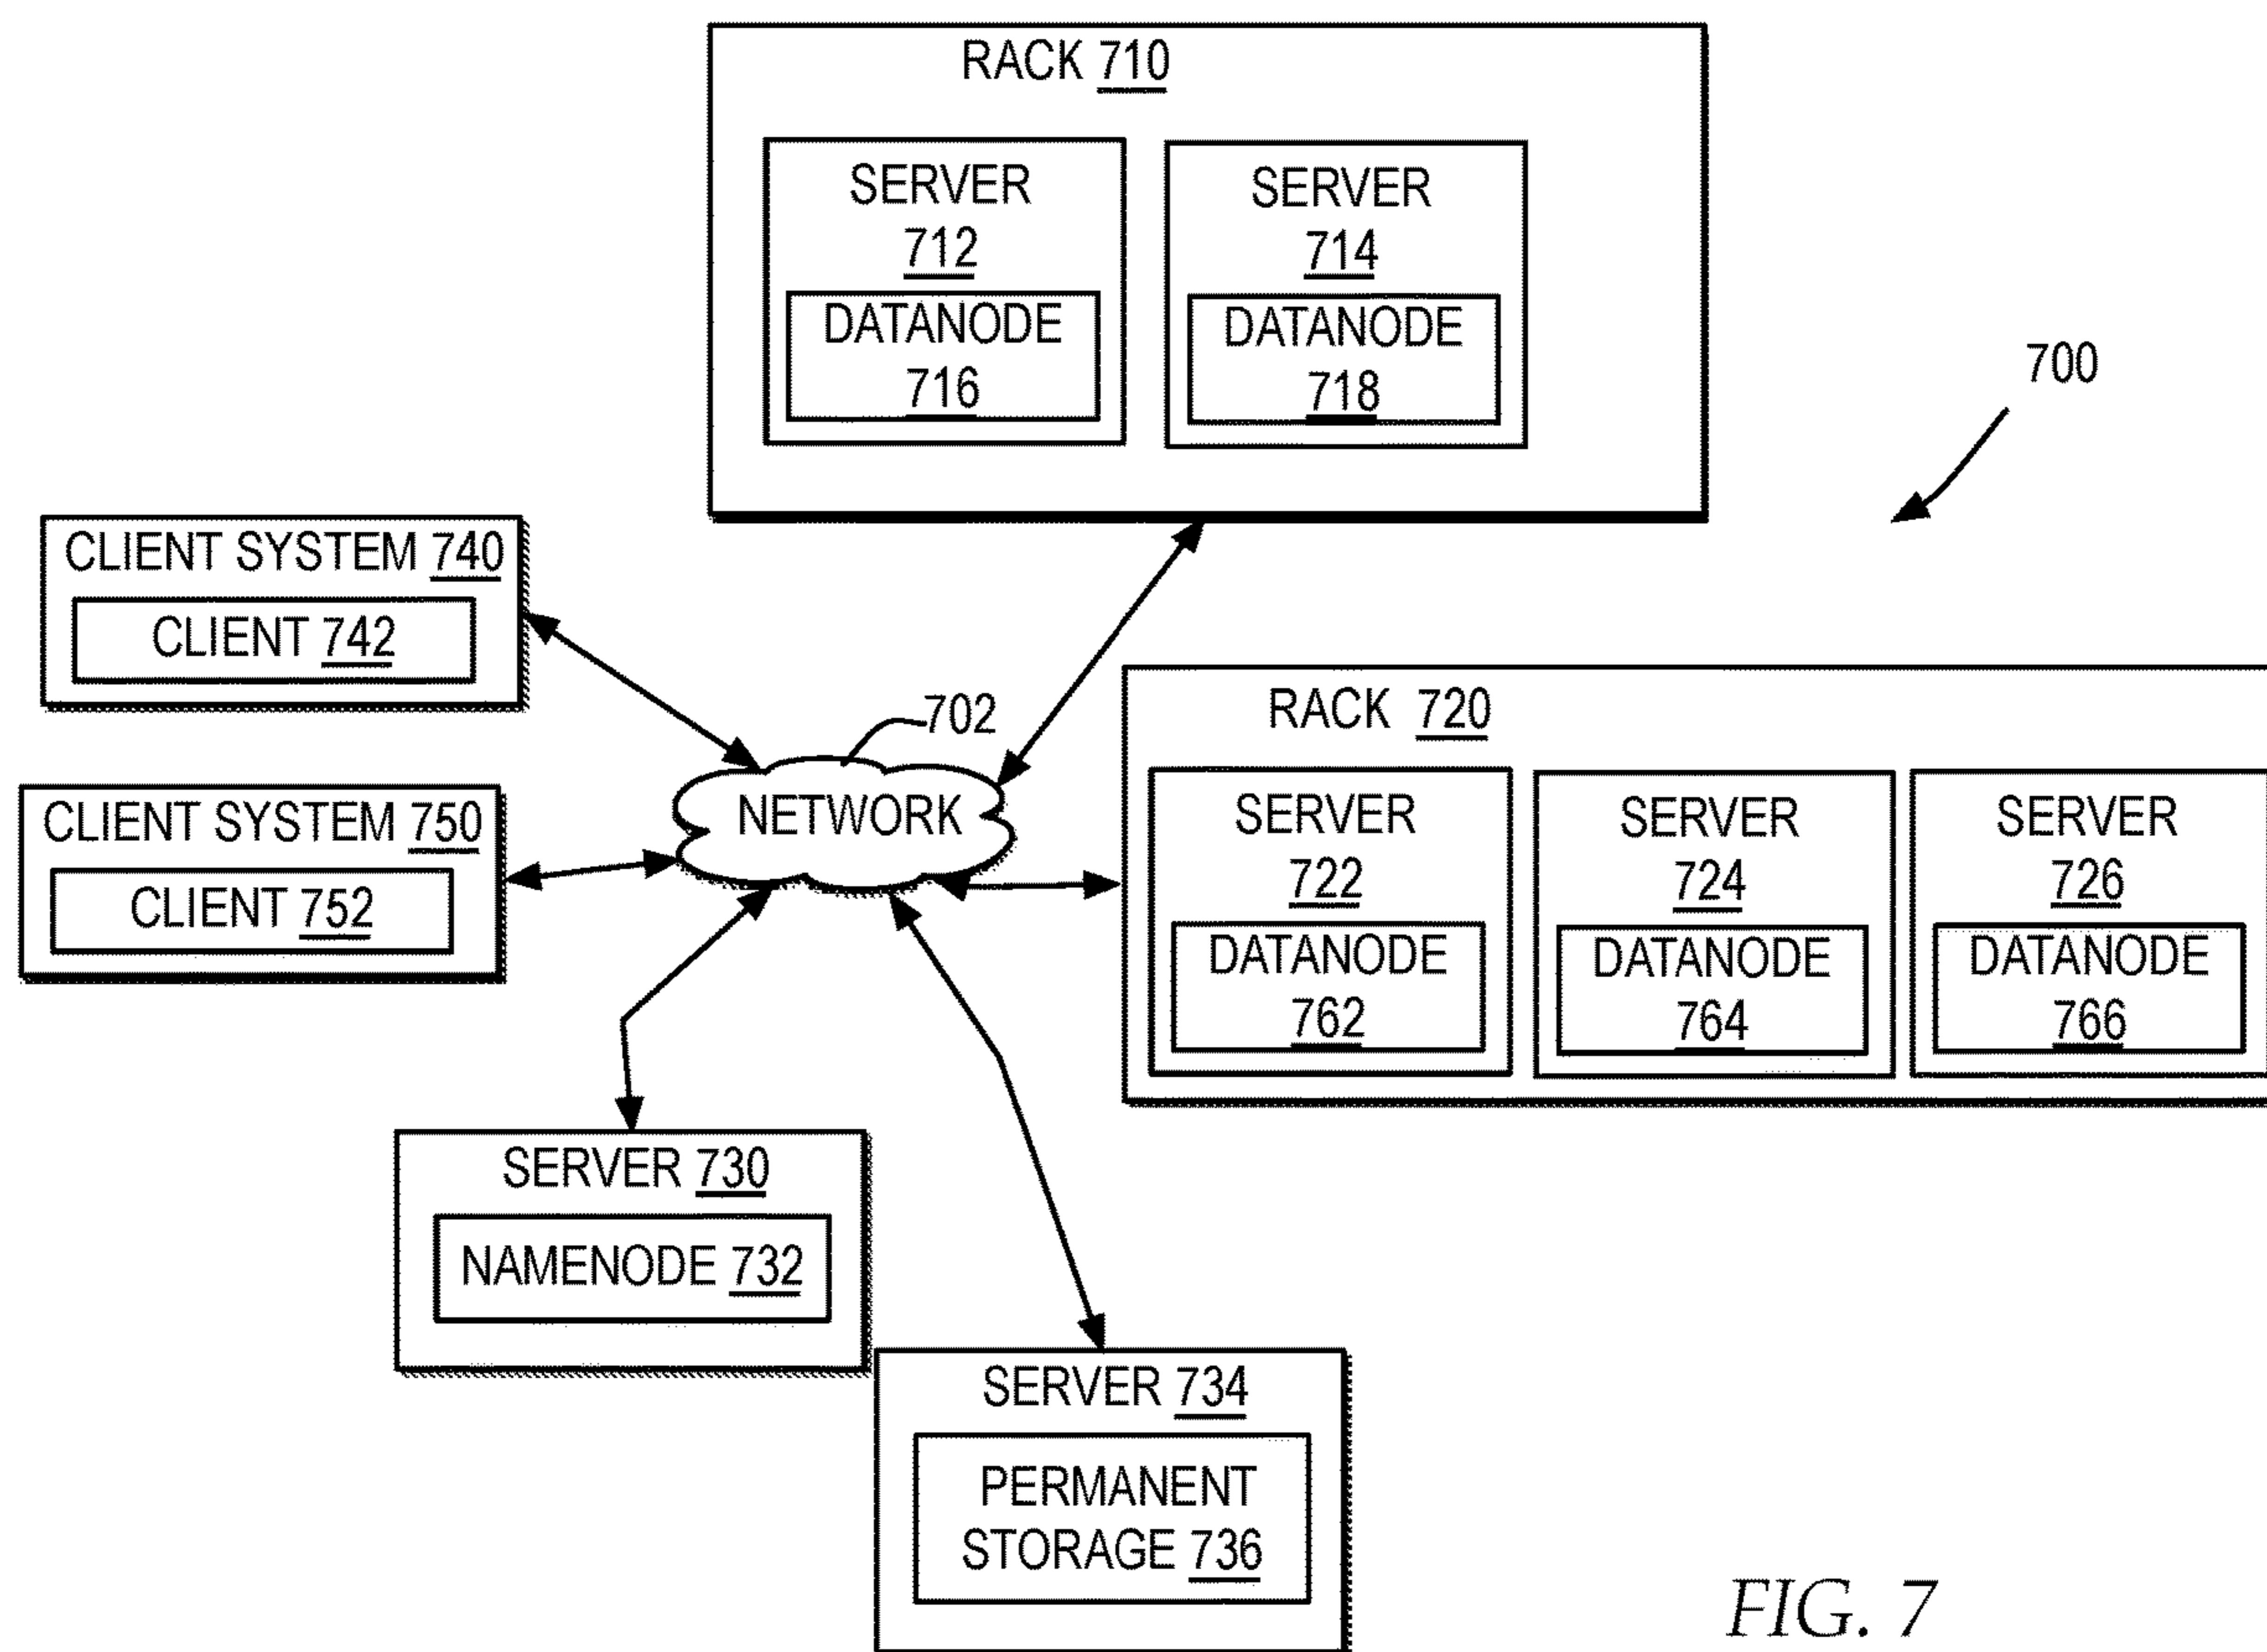 RACK 710
SERVER
712
DATANODE
716
SERVER
714
DATANODE
718
700
CLIENT SYSTEM 740
CLIENT 742
702
NETWORK
CLIENT SYSTEM 750
CLIENT 752
RACK 720
SERVER
722
DATANODE
762
SERVER
724
DATANODE
764
SERVER
726
DATANODE
766
SERVER 730
NAMENODE 732
SERVER 734
PERMANENT
STORAGE 736
FIG. 7